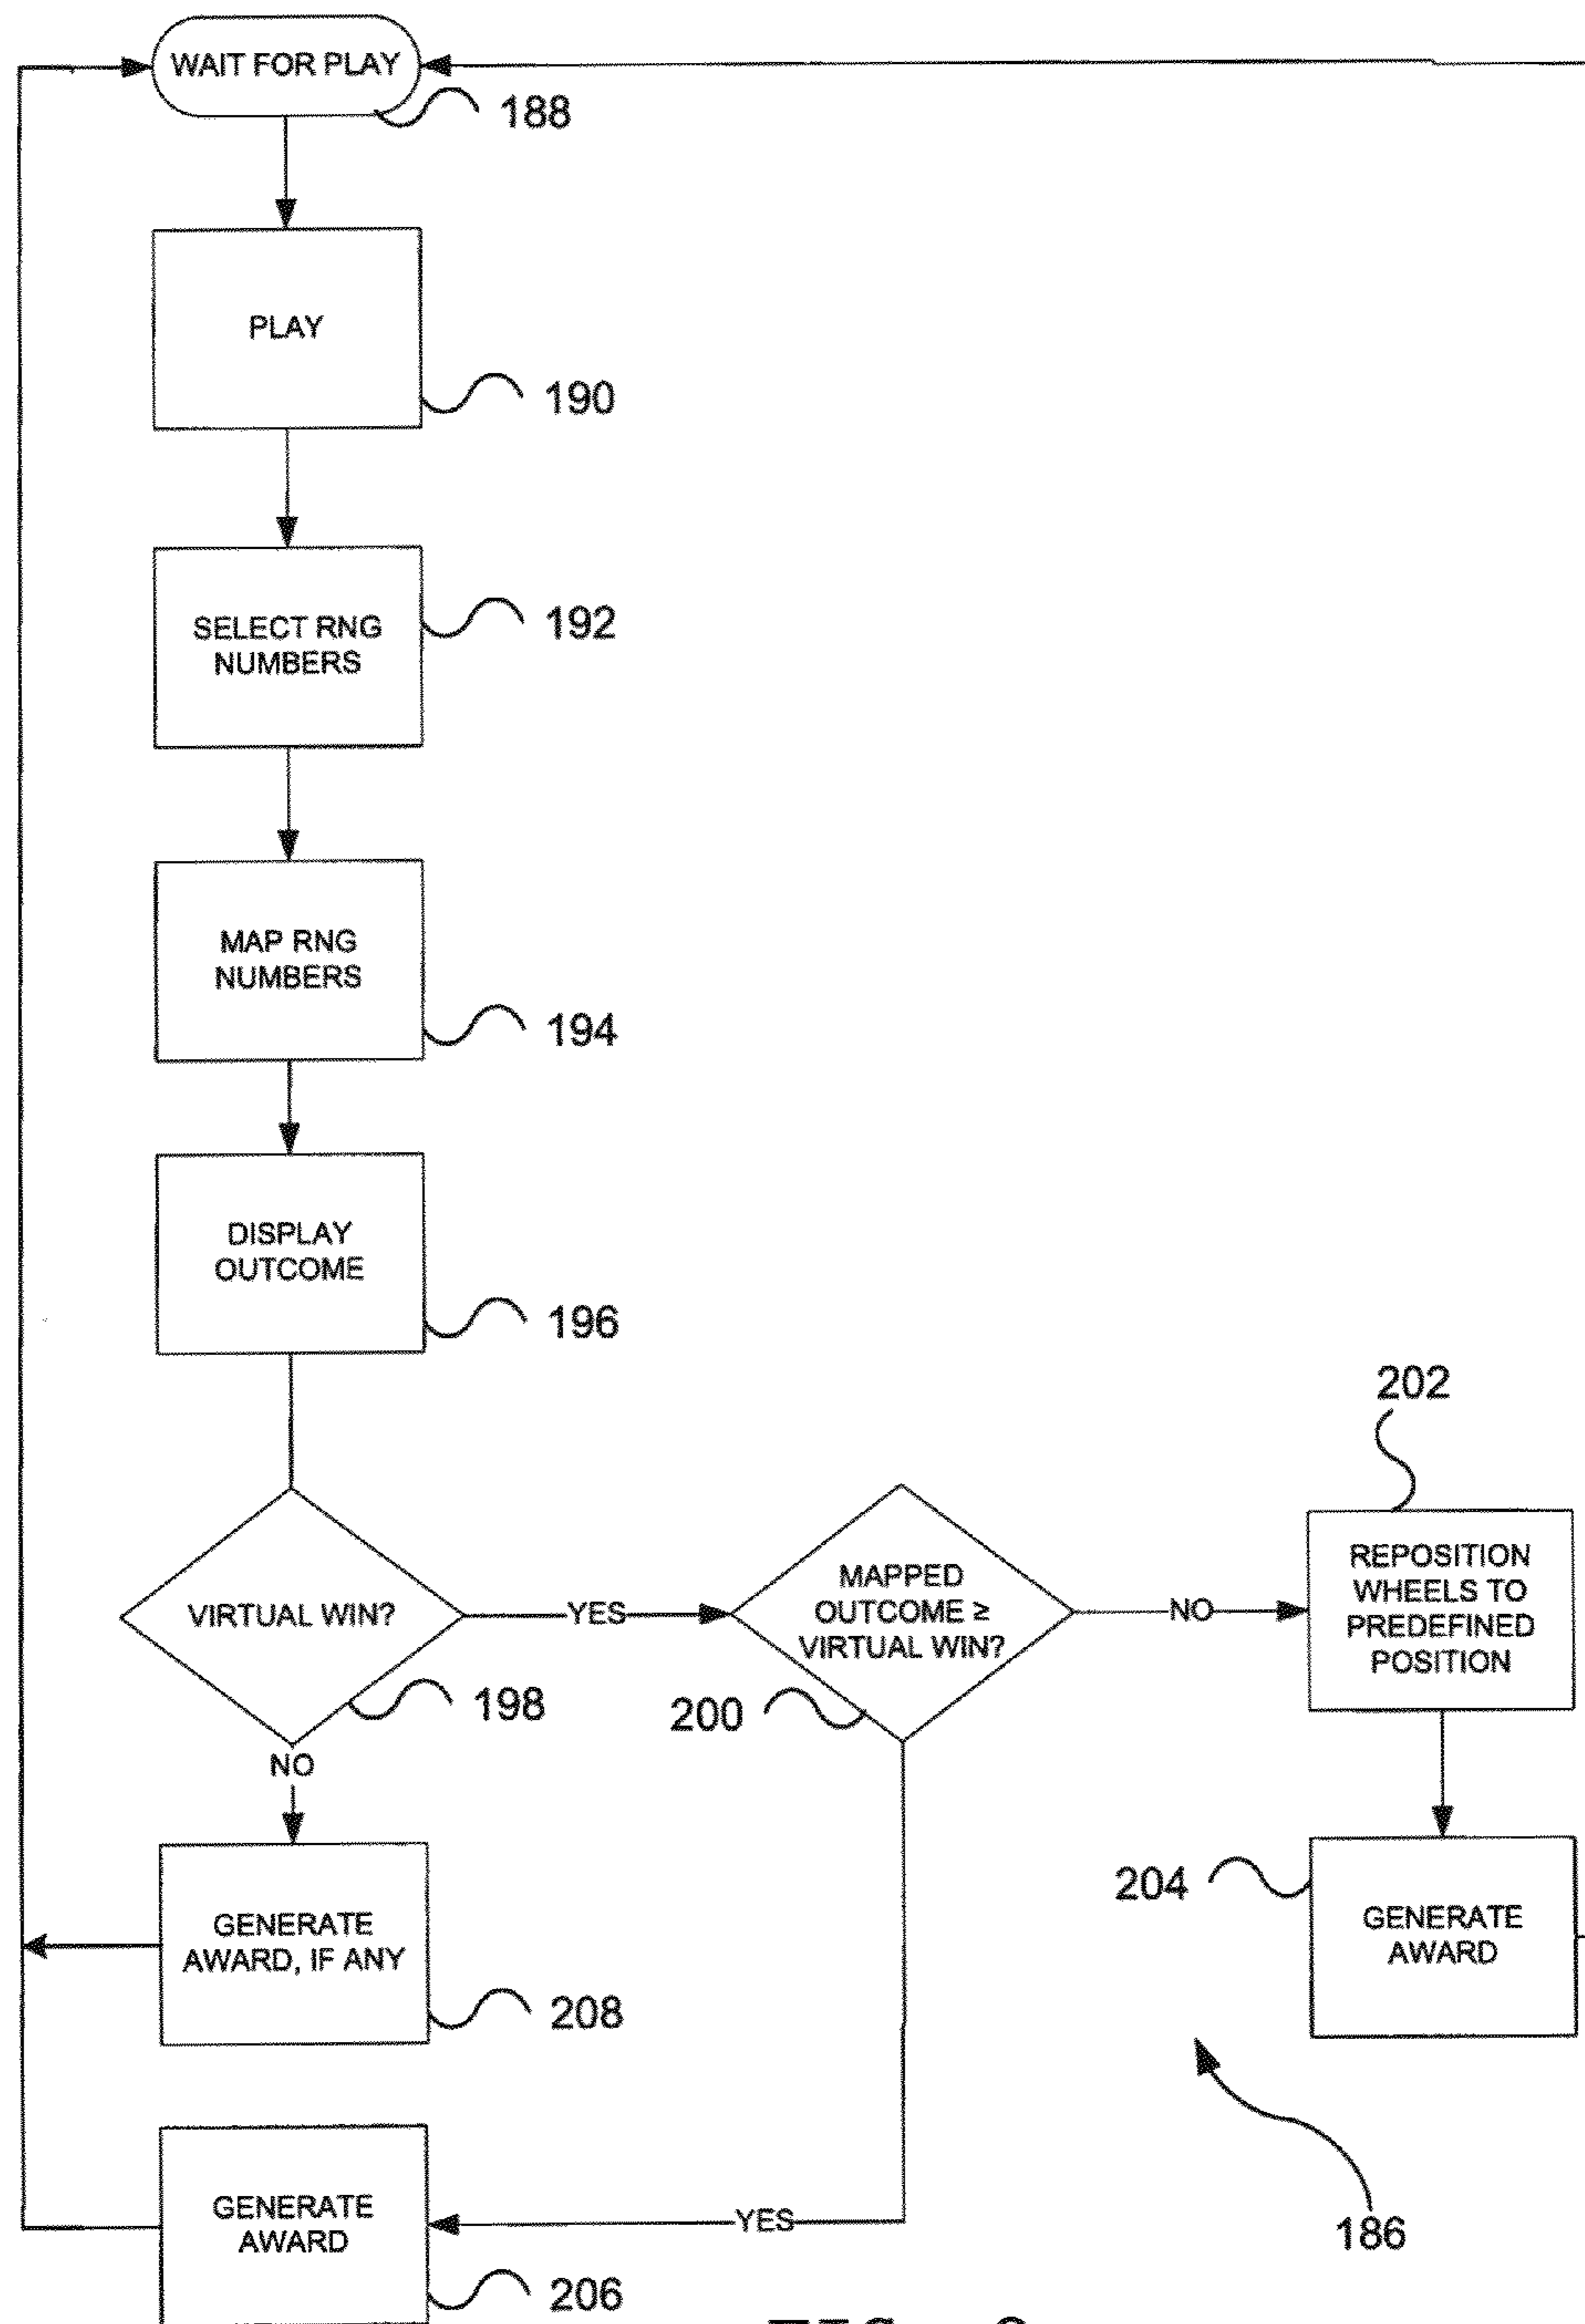 WAIT FOR PLAY
188
PLAY
190
SELECT RNG
NUMBERS
192
MAP RNG
NUMBERS
194
DISPLAY
OUTCOME
196
202
VIRTUAL WIN?
198
YES
MAPPED
OUTCOME ≥
VIRTUAL WIN?
200
NO
REPOSITION
WHEELS TO
PREDEFINED
POSITION
NO
GENERATE
AWARD, IF ANY
208
204
GENERATE
AWARD
GENERATE
AWARD
206
YES
186